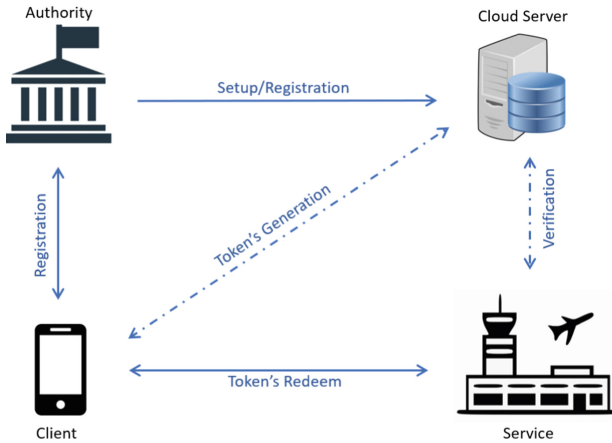 Authority
Cloud Server
Setup/Registration
Registration
Token's Generation
Verification
Token's Redeem
Client
Service